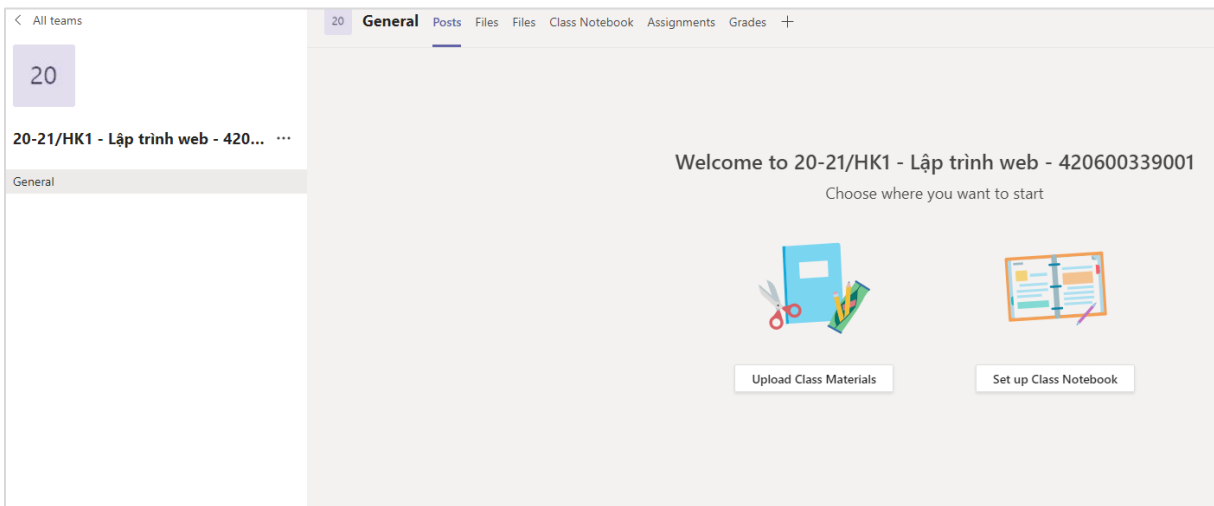 < All teams
20
20-21/HK1 - Lập trình web - 420... ...
General
20 General Posts Files Files Class Notebook Assignments Grades +
Welcome to 20-21/HK1 - Lập trình web - 420600339001
Choose where you want to start
Upload Class Materials
Set up Class Notebook